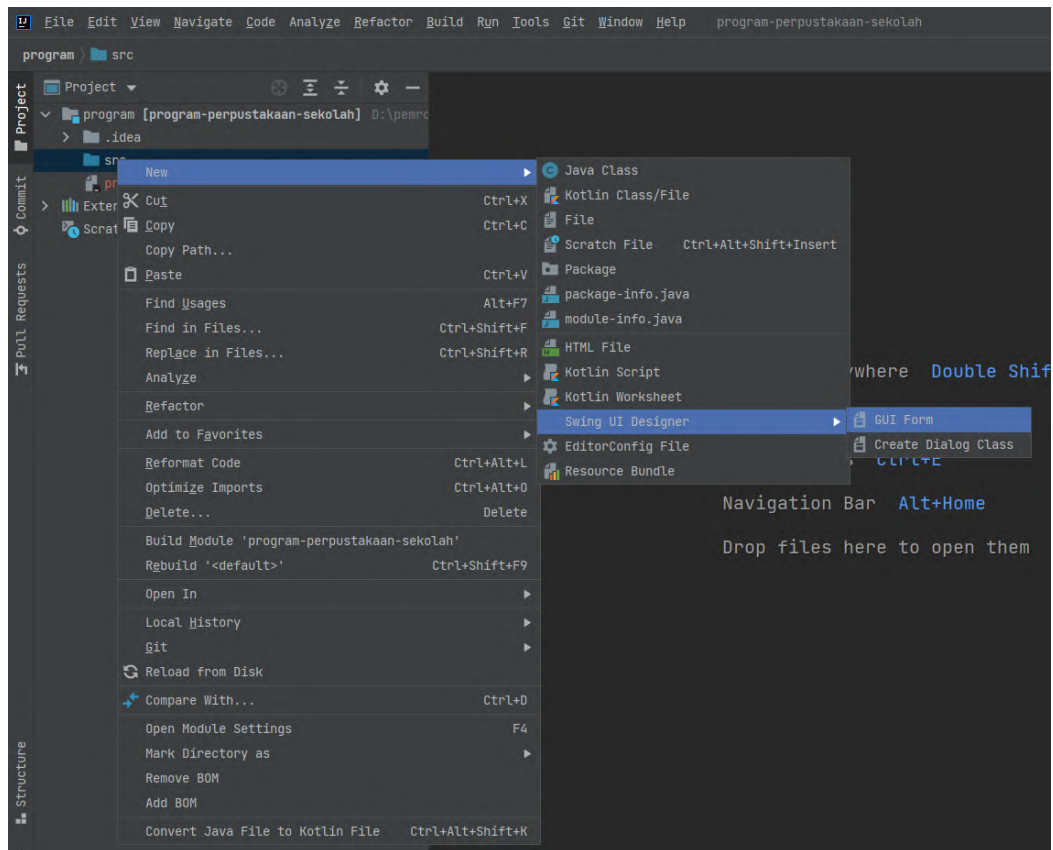 File Edit View Navigate Code Analyze Refactor Build Run Tools Git Window Help program-perpustakaan-sekolah
program src
Project
Project
program [program-perpustakaan-sekolah] D:\pemro
.idea
src
pr
Exter
Scrat
Commit
Pull Requests
Structure
New
Cut Ctrl+X
Copy Ctrl+C
Copy Path...
Paste Ctrl+V
Find Usages Alt+F7
Find in Files... Ctrl+Shift+F
Replace in Files... Ctrl+Shift+R
Analyze
Refactor
Add to Favorites
Reformat Code Ctrl+Alt+L
Optimize Imports Ctrl+Alt+O
Delete... Delete
Build Module 'program-perpustakaan-sekolah'
Rebuild '<default>' Ctrl+Shift+F9
Open In
Local History
Git
Reload from Disk
Compare With... Ctrl+D
Open Module Settings F4
Mark Directory as
Remove BOM
Add BOM
Convert Java File to Kotlin File Ctrl+Alt+Shift+K
Java Class
Kotlin Class/File
File
Scratch File Ctrl+Alt+Shift+Insert
Package
package-info.java
module-info.java
HTML File
Kotlin Script
Kotlin Worksheet
Swing UI Designer
EditorConfig File
Resource Bundle
GUI Form
Create Dialog Class
ywhere Double Shif
Ctrl+E
Navigation Bar Alt+Home
Drop files here to open them